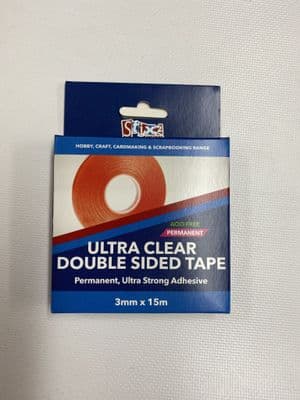 Stix2
HOBBY, CRAFT, CARDMAKING & SCRAPBOOKING RANGE
ACID FREE
PERMANENT
ULTRA CLEAR
DOUBLE SIDED TAPE
Permanent, Ultra Strong Adhesive
3mm x 15m